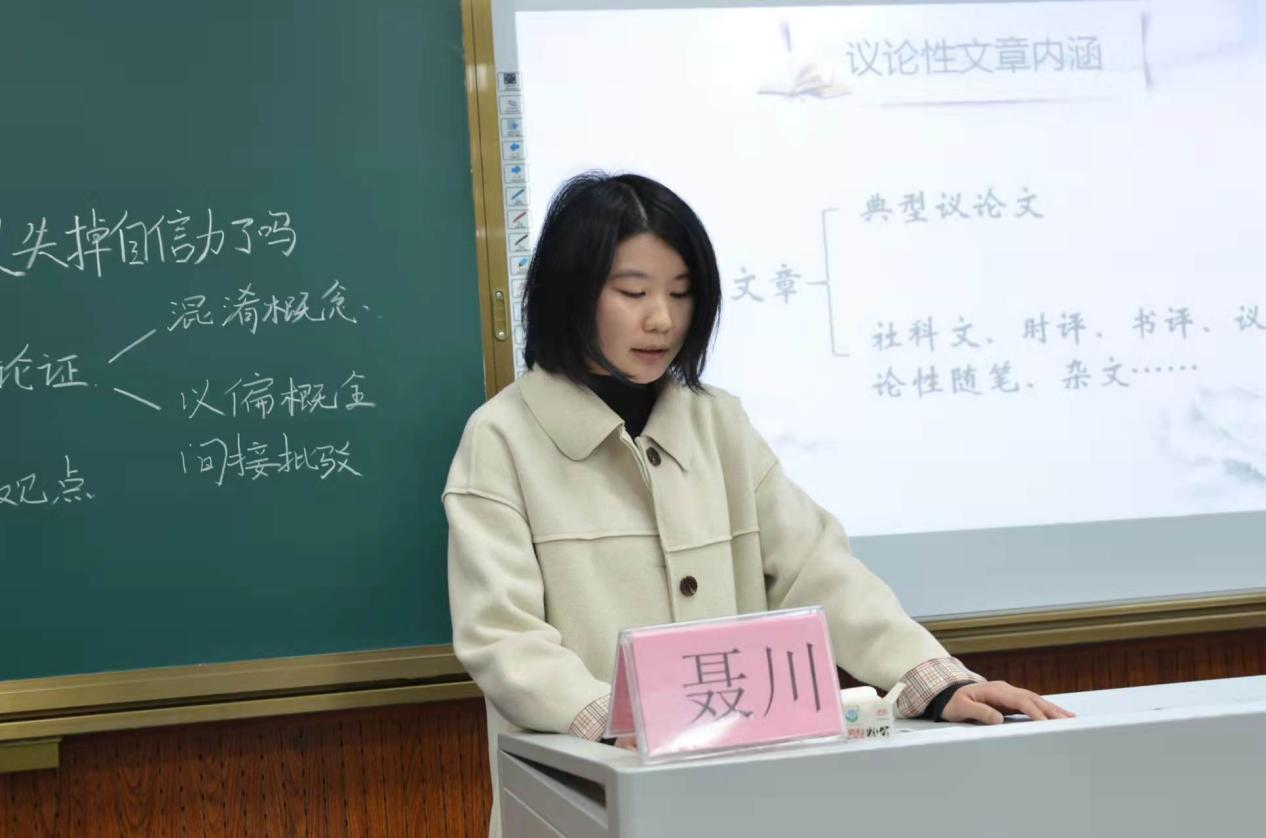 失掉自信力了吗
混淆概念
论证
以偏概全
间接批驳
观点
议论性文章内涵
典型议论文
文章
社科文、时评、书评、议
论性随笔、杂文……
聂川